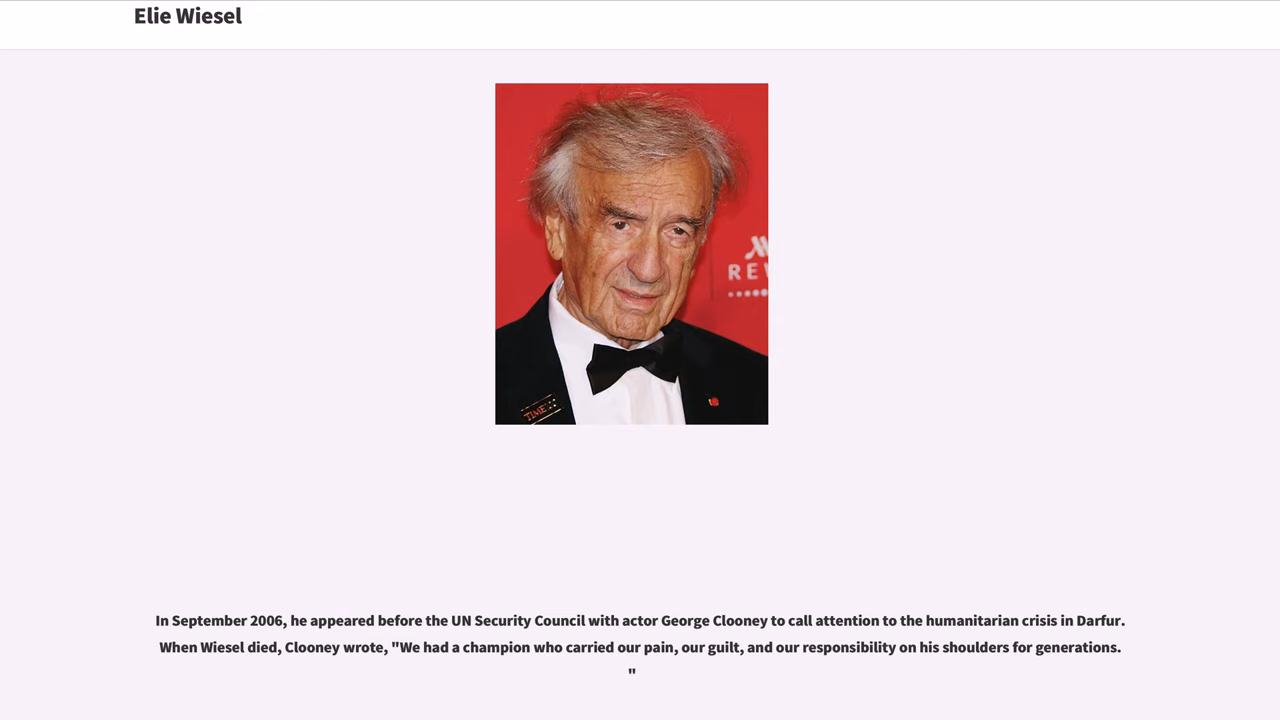 Elie Wiesel
REW
TIME
In September 2006, he appeared before the UN Security Council with actor George Clooney to call attention to the humanitarian crisis in Darfur.
When Wiesel died, Clooney wrote, "We had a champion who carried our pain, our guilt, and our responsibility on his shoulders for generations.
"